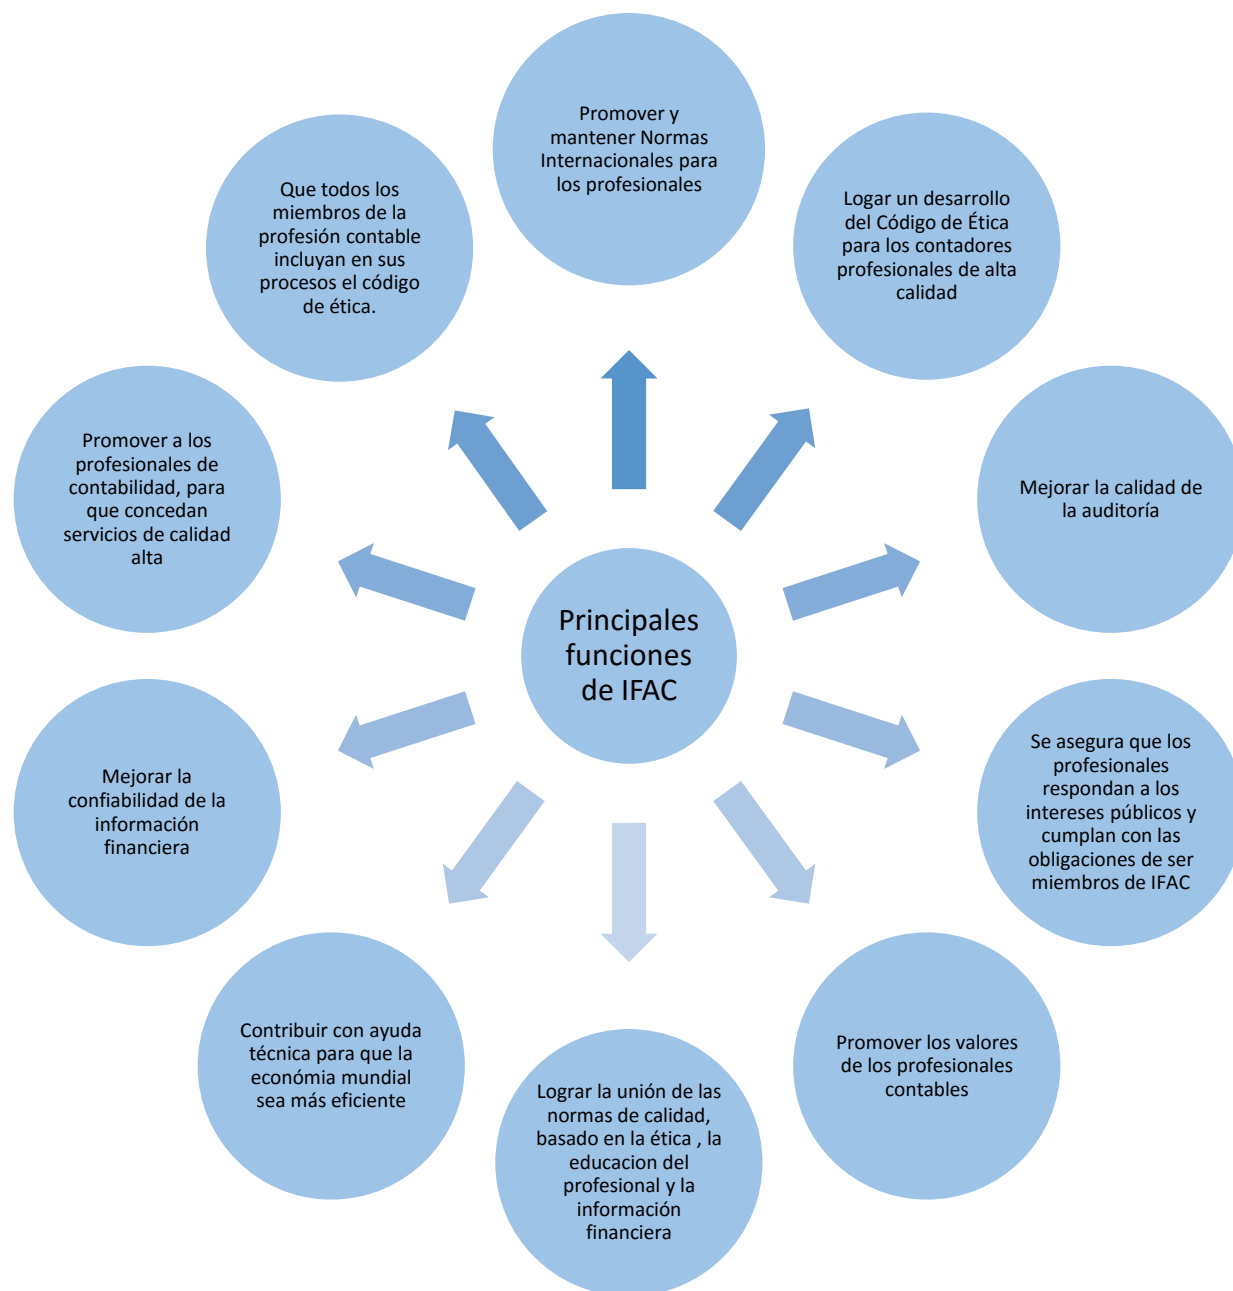 Promover y
mantener Normas
Internacionales para
los profesionales
Logar un desarrollo
del Código de Ética
para los contadores
profesionales de alta
calidad
Mejorar la calidad de
la auditoría
Se asegura que los
profesionales
respondan a los
intereses públicos y
cumplan con las
obligaciones de ser
miembros de IFAC
Promover los valores
de los profesionales
contables
Lograr la unión de las
normas de calidad,
basado en la ética , la
educacion del
profesional y la
información
financiera
Contribuir con ayuda
técnica para que la
económia mundial
sea más eficiente
Mejorar la
confiabilidad de la
información
financiera
Promover a los
profesionales de
contabilidad, para
que concedan
servicios de calidad
alta
Que todos los
miembros de la
profesión contable
incluyan en sus
procesos el código
de ética.
Principales
funciones
de IFAC